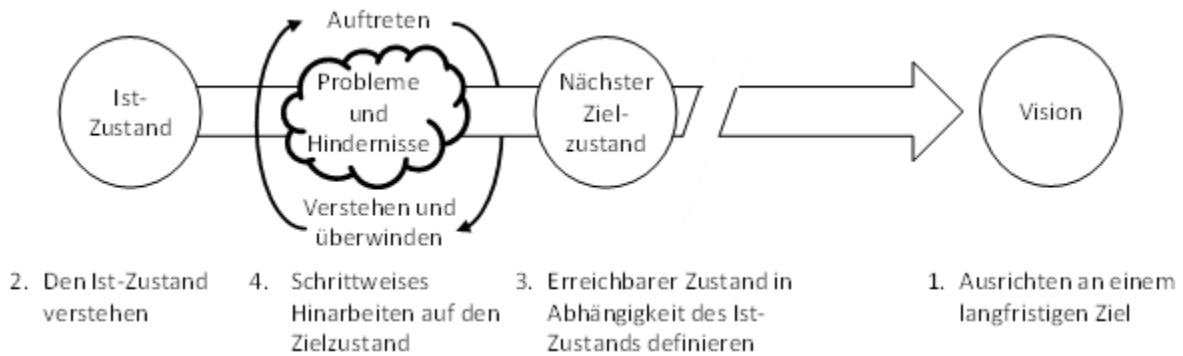 Auftreten
Ist-
Zustand
Probleme
und
Hindernisse
Verstehen und
überwinden
Nächster
Ziel-
zustand
Vision
2. Den Ist-Zustand
verstehen
4. Schrittweises
Hinarbeiten auf den
Zielzustand
3. Erreichbarer Zustand in
Abhängigkeit des Ist-
Zustands definieren
1. Ausrichten an einem
langfristigen Ziel